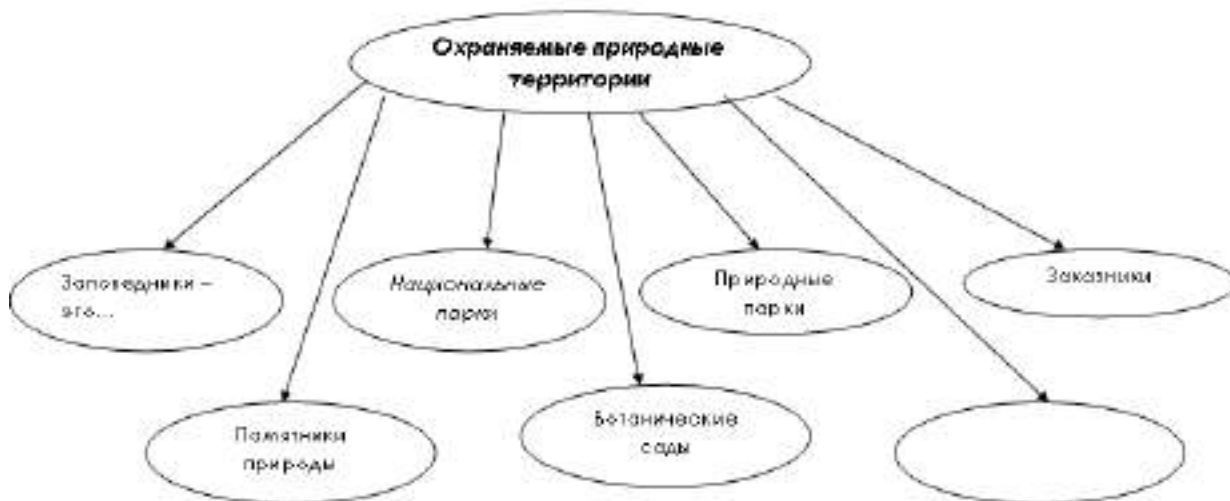 Охраняемые природные
территории
Заповедники –
это...
Национальные
парки
Природные
парки
Заказники
Памятники
природы
Ботанические
сады